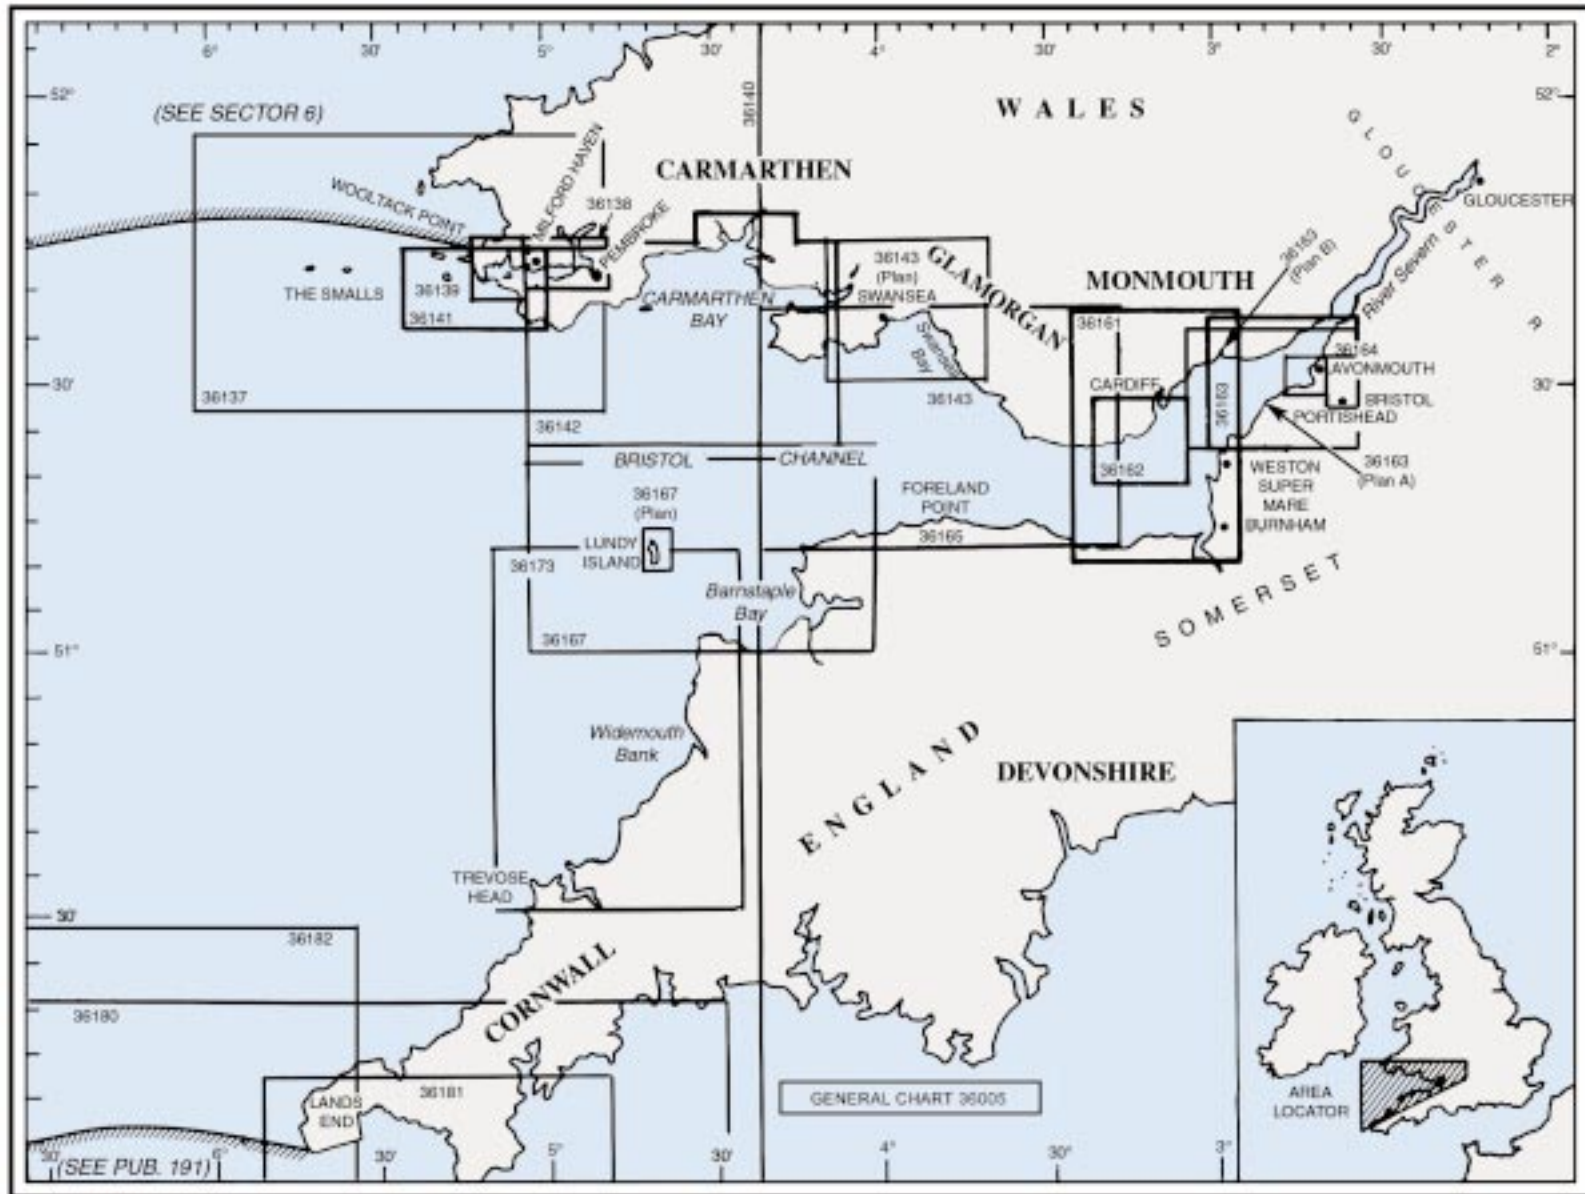 6°
30'
5°
30'
4°
30'
3°
30'
2°
52°
52°
(SEE SECTOR 6)
36140
WALES
GLOUCESTER
CARMARTHEN
WOOLTACK POINT
MILFORD HAVEN
36138
PEMBROKE
GLOUCESTER
36163
(Plan B)
River Severn
THE SMALLS
36139
36141
CARMARTHEN
BAY
36143
(Plan)
SWANSEA
GLAMORGAN
MONMOUTH
Swansea
Bay
36161
36164
AVONMOUTH
30'
30'
36137
36142
36143
CARDIFF
36163
BRISTOL
PORTISHEAD
BRISTOL
CHANNEL
36162
36163
(Plan A)
WESTON
SUPER
MARE
BURNHAM
36167
(Plan)
FORELAND
POINT
36165
LUNDY
ISLAND
36173
Barnstaple
Bay
SOMERSET
36167
51°
51°
Widemouth
Bank
ENGLAND
DEVONSHIRE
TREVOSE
HEAD
30'
36182
CORNWALL
36180
36181
LANDS
END
GENERAL CHART 36005
AREA
LOCATOR
30'
6°
30'
5°
30'
4°
30'
3°
(SEE PUB. 191)